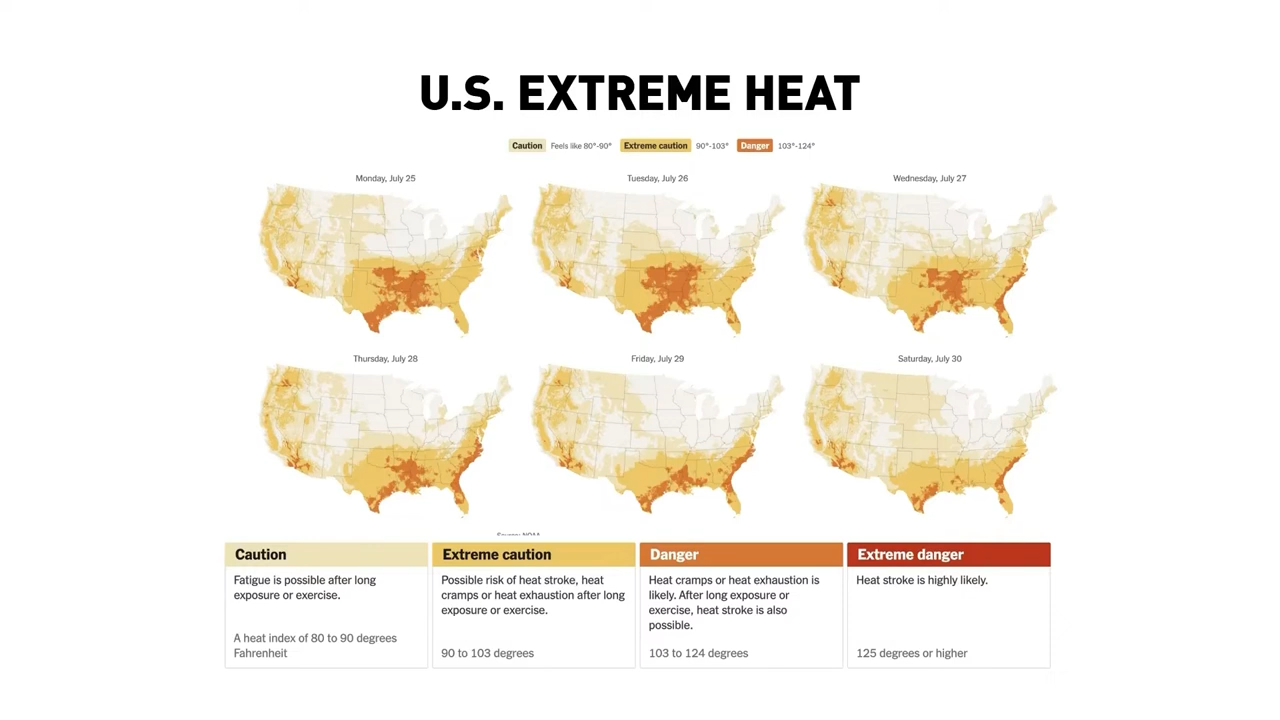 U.S. EXTREME HEAT
Caution Feels like 80°-90° Extreme caution 90°-103° Danger 103°-124°
Monday, July 25
Tuesday, July 26
Wednesday, July 27
Thursday, July 28
Friday, July 29
Saturday, July 30
Source: NOAA
Caution
Fatigue is possible after long
exposure or exercise.
A heat index of 80 to 90 degrees
Fahrenheit
Extreme caution
Possible risk of heat stroke, heat
cramps or heat exhaustion after long
exposure or exercise.
90 to 103 degrees
Danger
Heat cramps or heat exhaustion is
likely. After long exposure or
exercise, heat stroke is also
possible.
103 to 124 degrees
Extreme danger
Heat stroke is highly likely.
125 degrees or higher